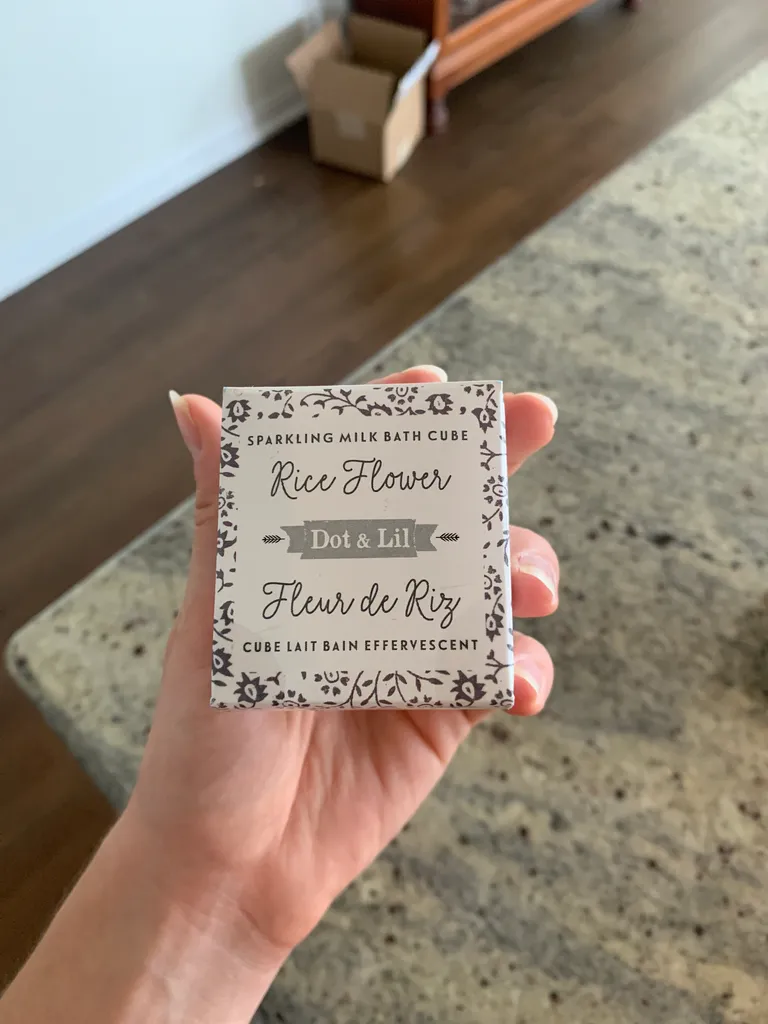 SPARKLING MILK BATH CUBE
Rice Flower
Dot & Lil
Fleur de Riz
CUBE LAIT BAIN EFFERVESCENT